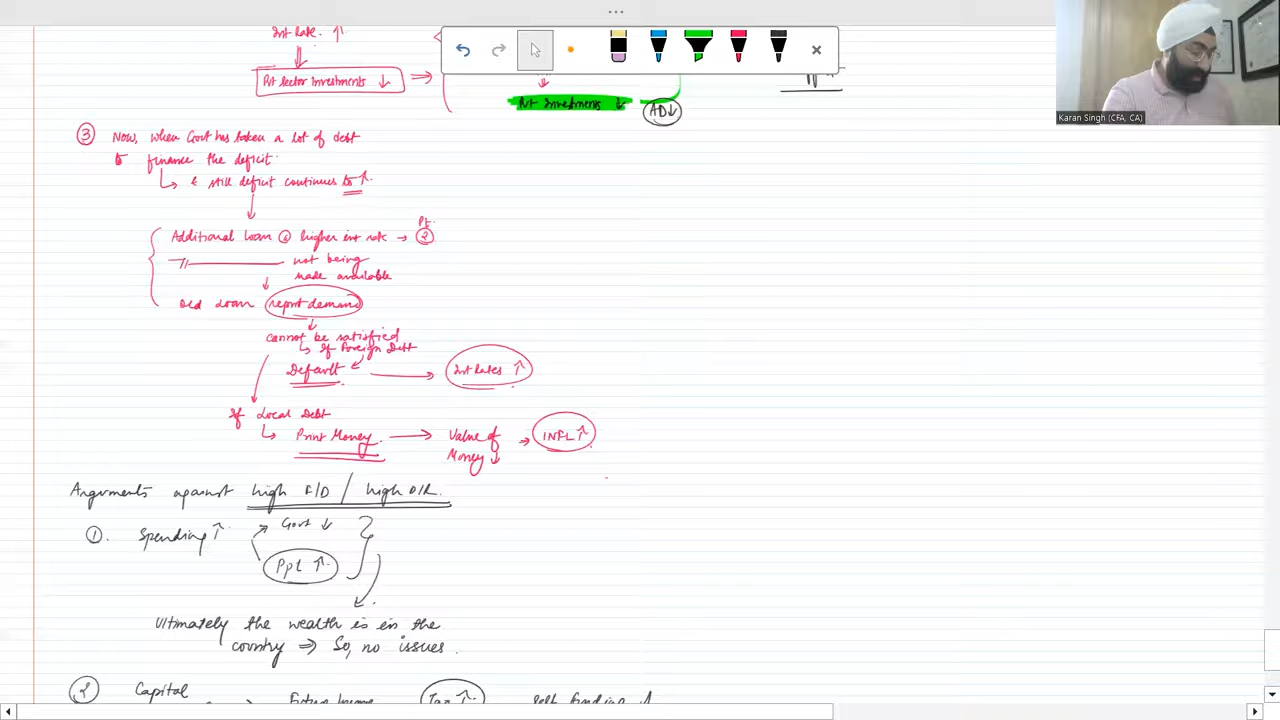 Int Rate. ↑
Pvt Sector Investments ↓ ⇒
Pvt Investments ↓
AD↓
Karan Singh (CFA, CA)
③ Now, when Govt has taken a lot of debt
to finance the deficit.
& still deficit continues to ↑.
Additional loan @ higher int rate → Pt. ②
not being
made available
Old loan report demand
cannot be satisfied
↳ If Foreign Debt
Default → Int Rates ↑
If Local Debt
↳ Print Money → Value of Money ↓ → INFL ↑
Arguments against high F/D / high D/R.
①. Spending ↑ Govt ↓
Ppl ↑
Ultimately the wealth is in the
country ⇒ So, no issues.
② Capital
Future Income Tax ↑ Self funding